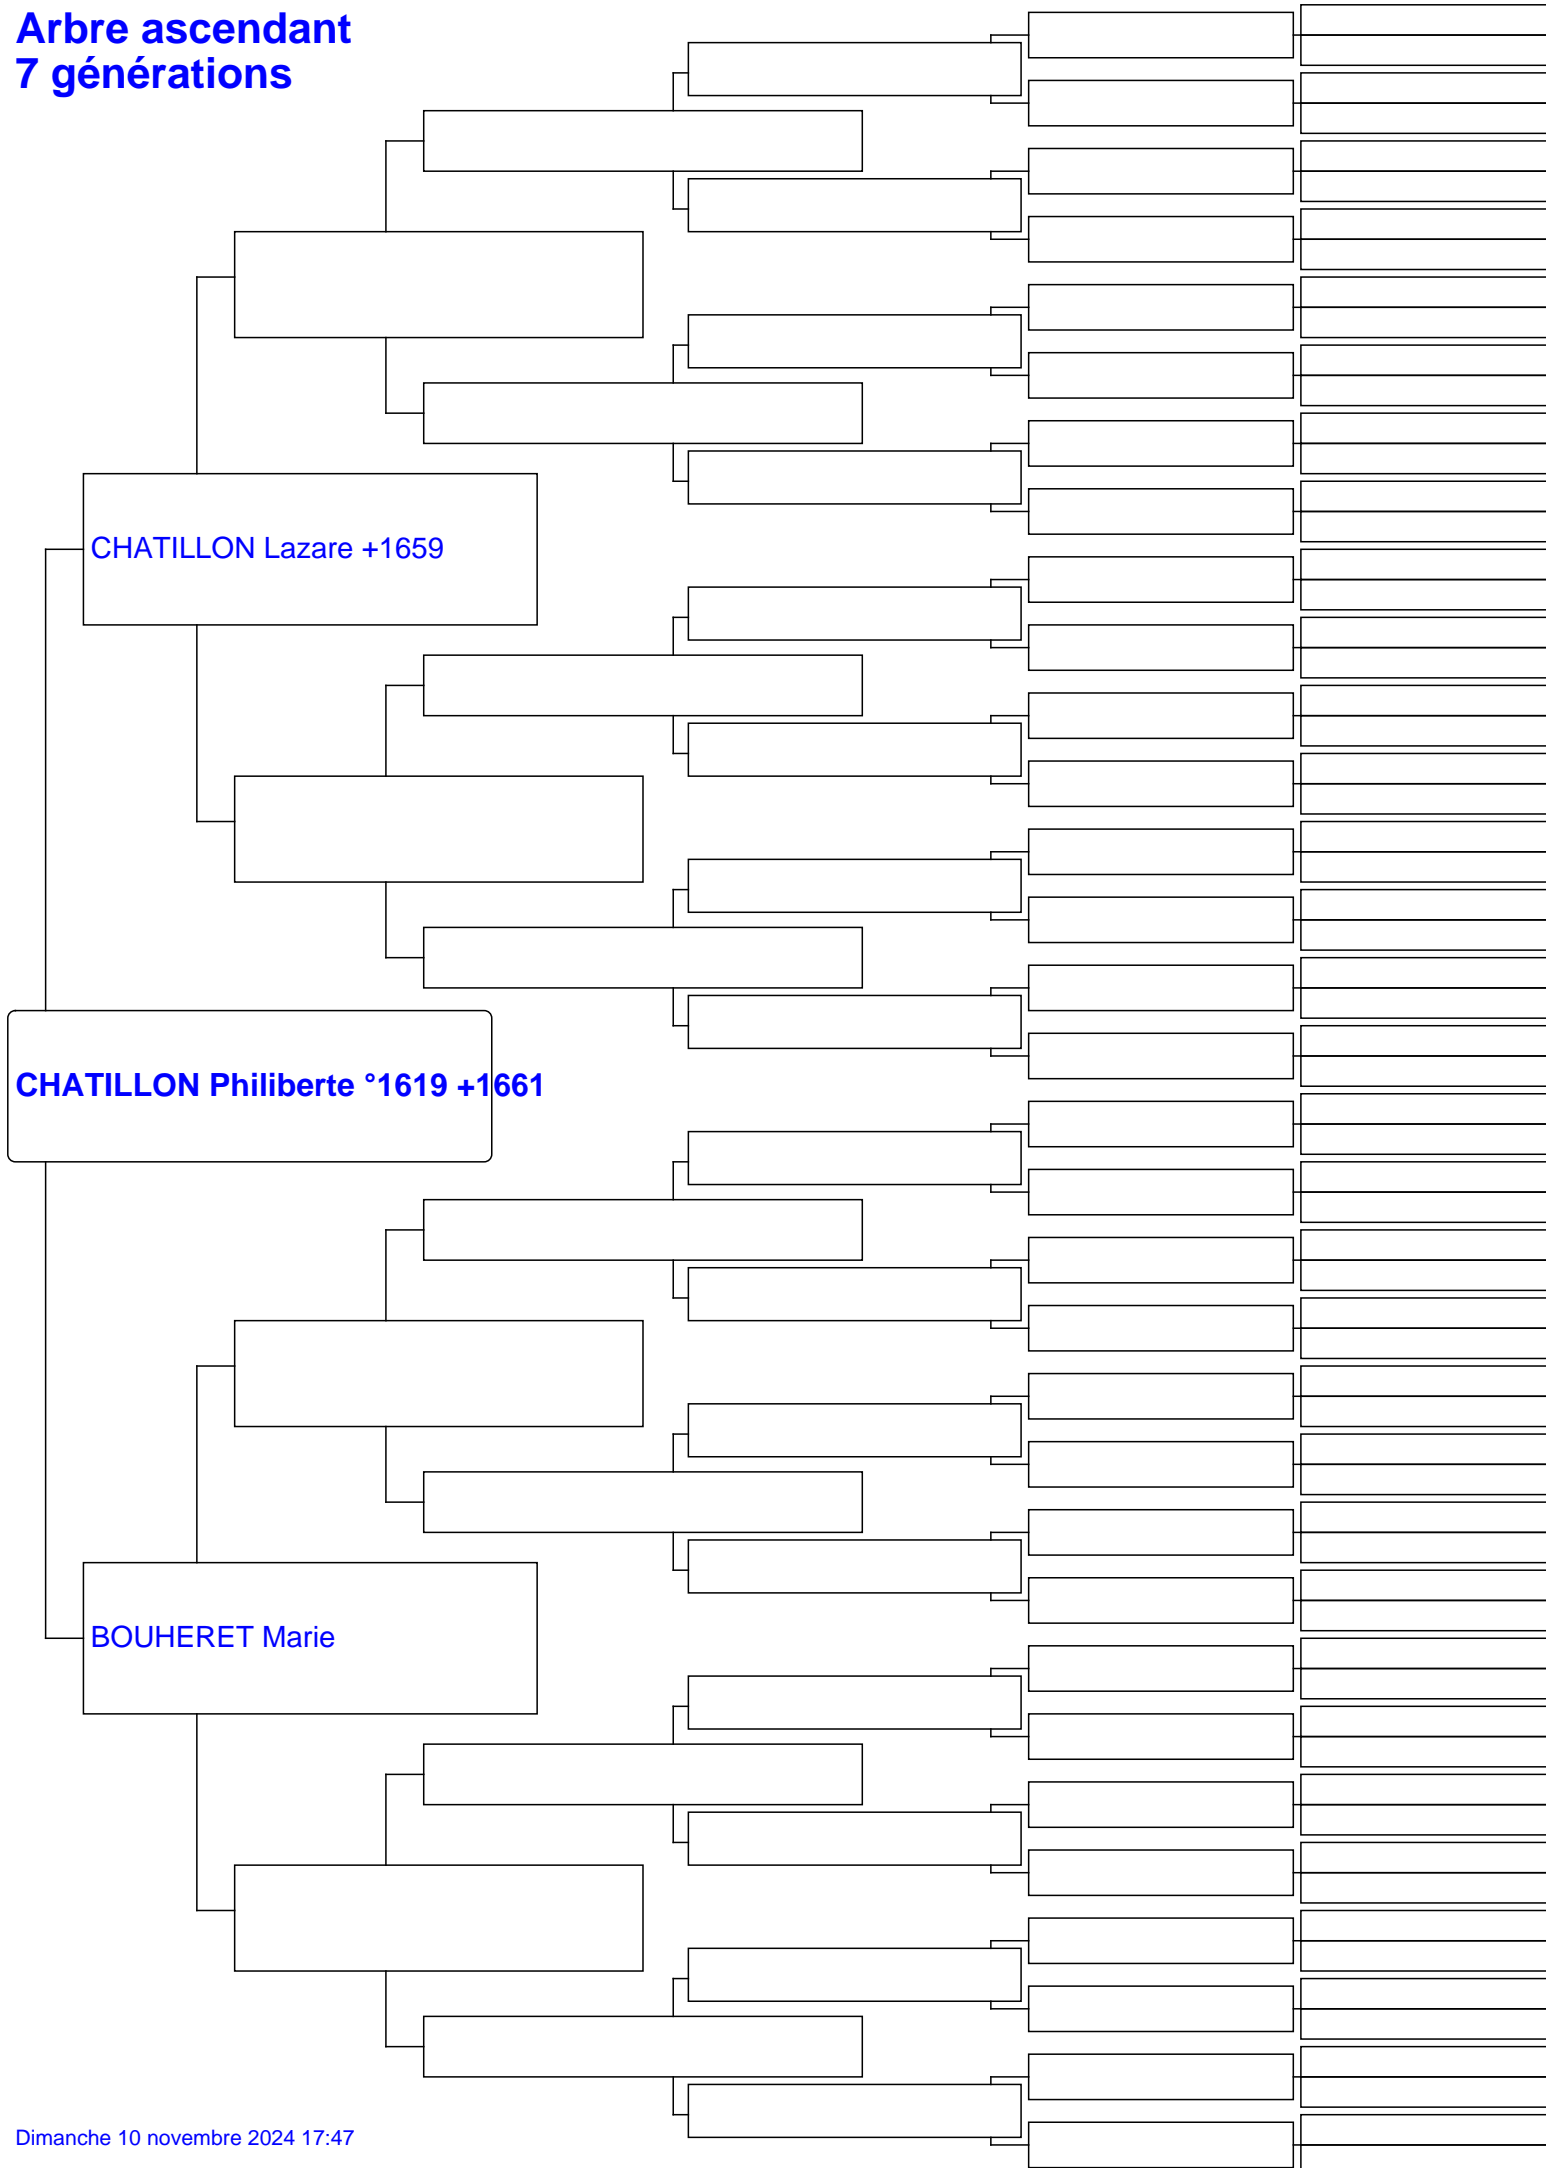 Arbre ascendant
7 générations
CHATILLON Lazare +1659
CHATILLON Philiberte °1619 +1661
BOUHERET Marie
Dimanche 10 novembre 2024 17:47